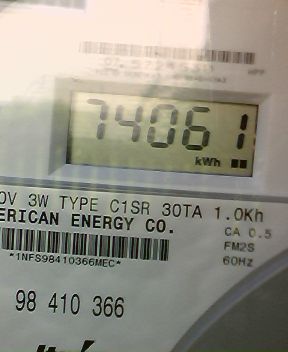 74061
kWh
0V 3W TYPE C1SR 30TA 1.0Kh
ERICAN ENERGY CO.
CA 0.5
FM2S
60Hz
*1NFS98410366MEC*
98 410 366